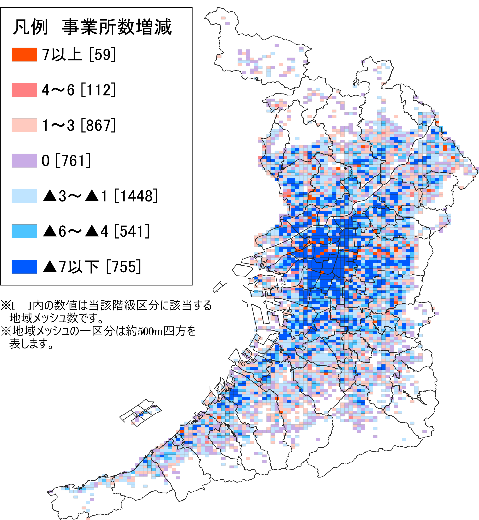 凡例 事業所数増減
7以上 [59]
4～6 [112]
1～3 [867]
0 [761]
▲3～▲1 [1448]
▲6～▲4 [541]
▲7以下 [755]
※[ ]内の数値は当該階級区分に該当する
地域メッシュ数です。
※地域メッシュの一区分は約500m四方を
表します。